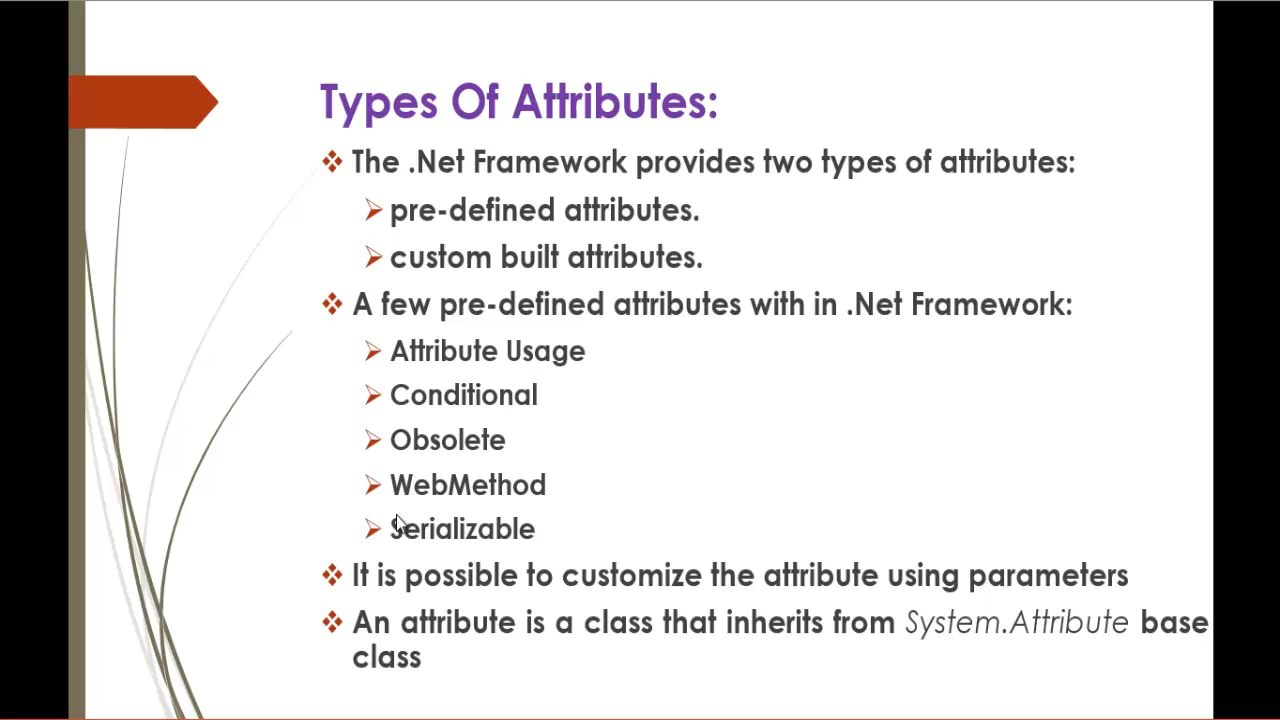 Types Of Attributes:
The .Net Framework provides two types of attributes:
pre-defined attributes.
custom built attributes.
A few pre-defined attributes with in .Net Framework:
Attribute Usage
Conditional
Obsolete
WebMethod
Serializable
It is possible to customize the attribute using parameters
An attribute is a class that inherits from System.Attribute base
class